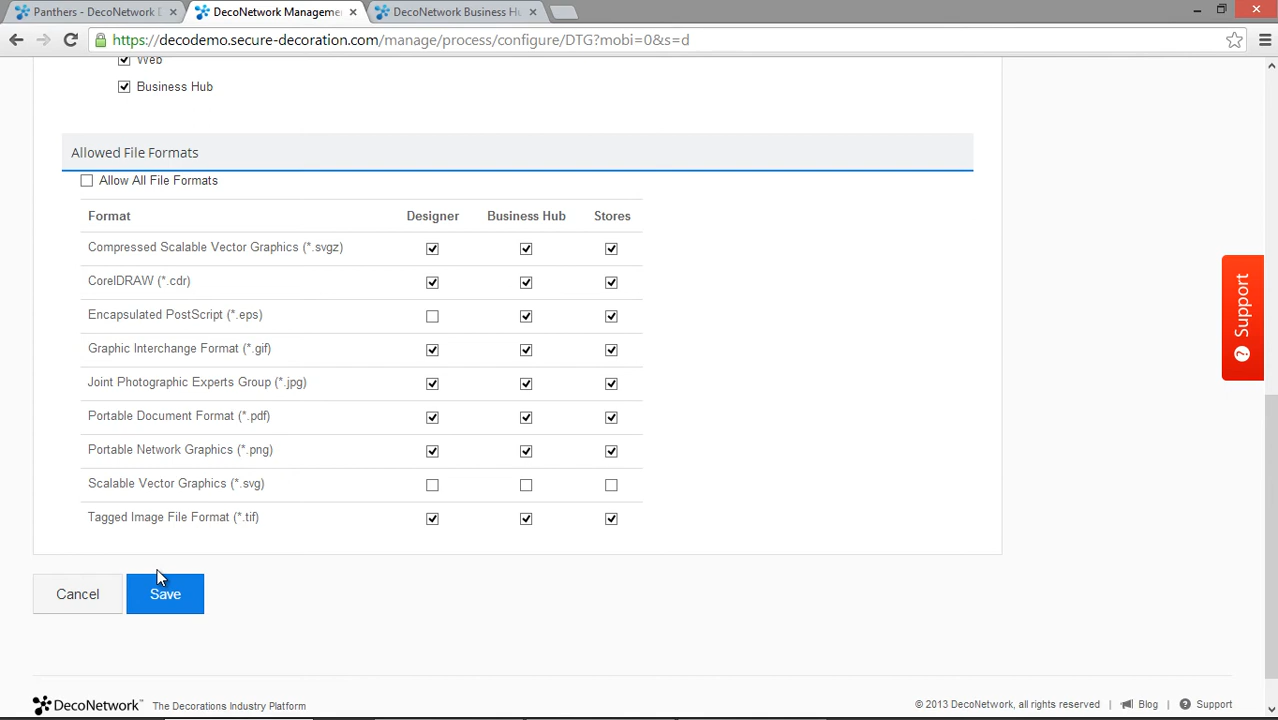 Panthers - DecoNetwork D
DecoNetwork Manageme
DecoNetwork Business Hu
https://decodemo.secure-decoration.com/manage/process/configure/DTG?mobi=0&s=d
Web
Business Hub
Allowed File Formats
Allow All File Formats
Format Designer Business Hub Stores
Compressed Scalable Vector Graphics (*.svgz)
CorelDRAW (*.cdr)
Encapsulated PostScript (*.eps)
Graphic Interchange Format (*.gif)
Joint Photographic Experts Group (*.jpg)
Portable Document Format (*.pdf)
Portable Network Graphics (*.png)
Scalable Vector Graphics (*.svg)
Tagged Image File Format (*.tif)
Cancel Save
Support
DecoNetwork™ The Decorations Industry Platform
© 2013 DecoNetwork, all rights reserved Blog Support